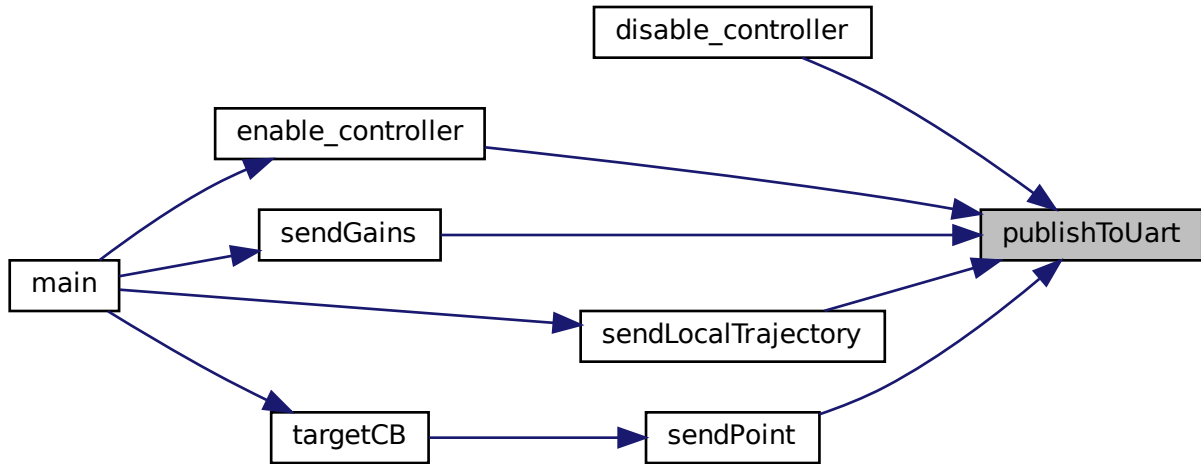 disable_controller
enable_controller
sendGains
publishToUart
main
sendLocalTrajectory
targetCB
sendPoint